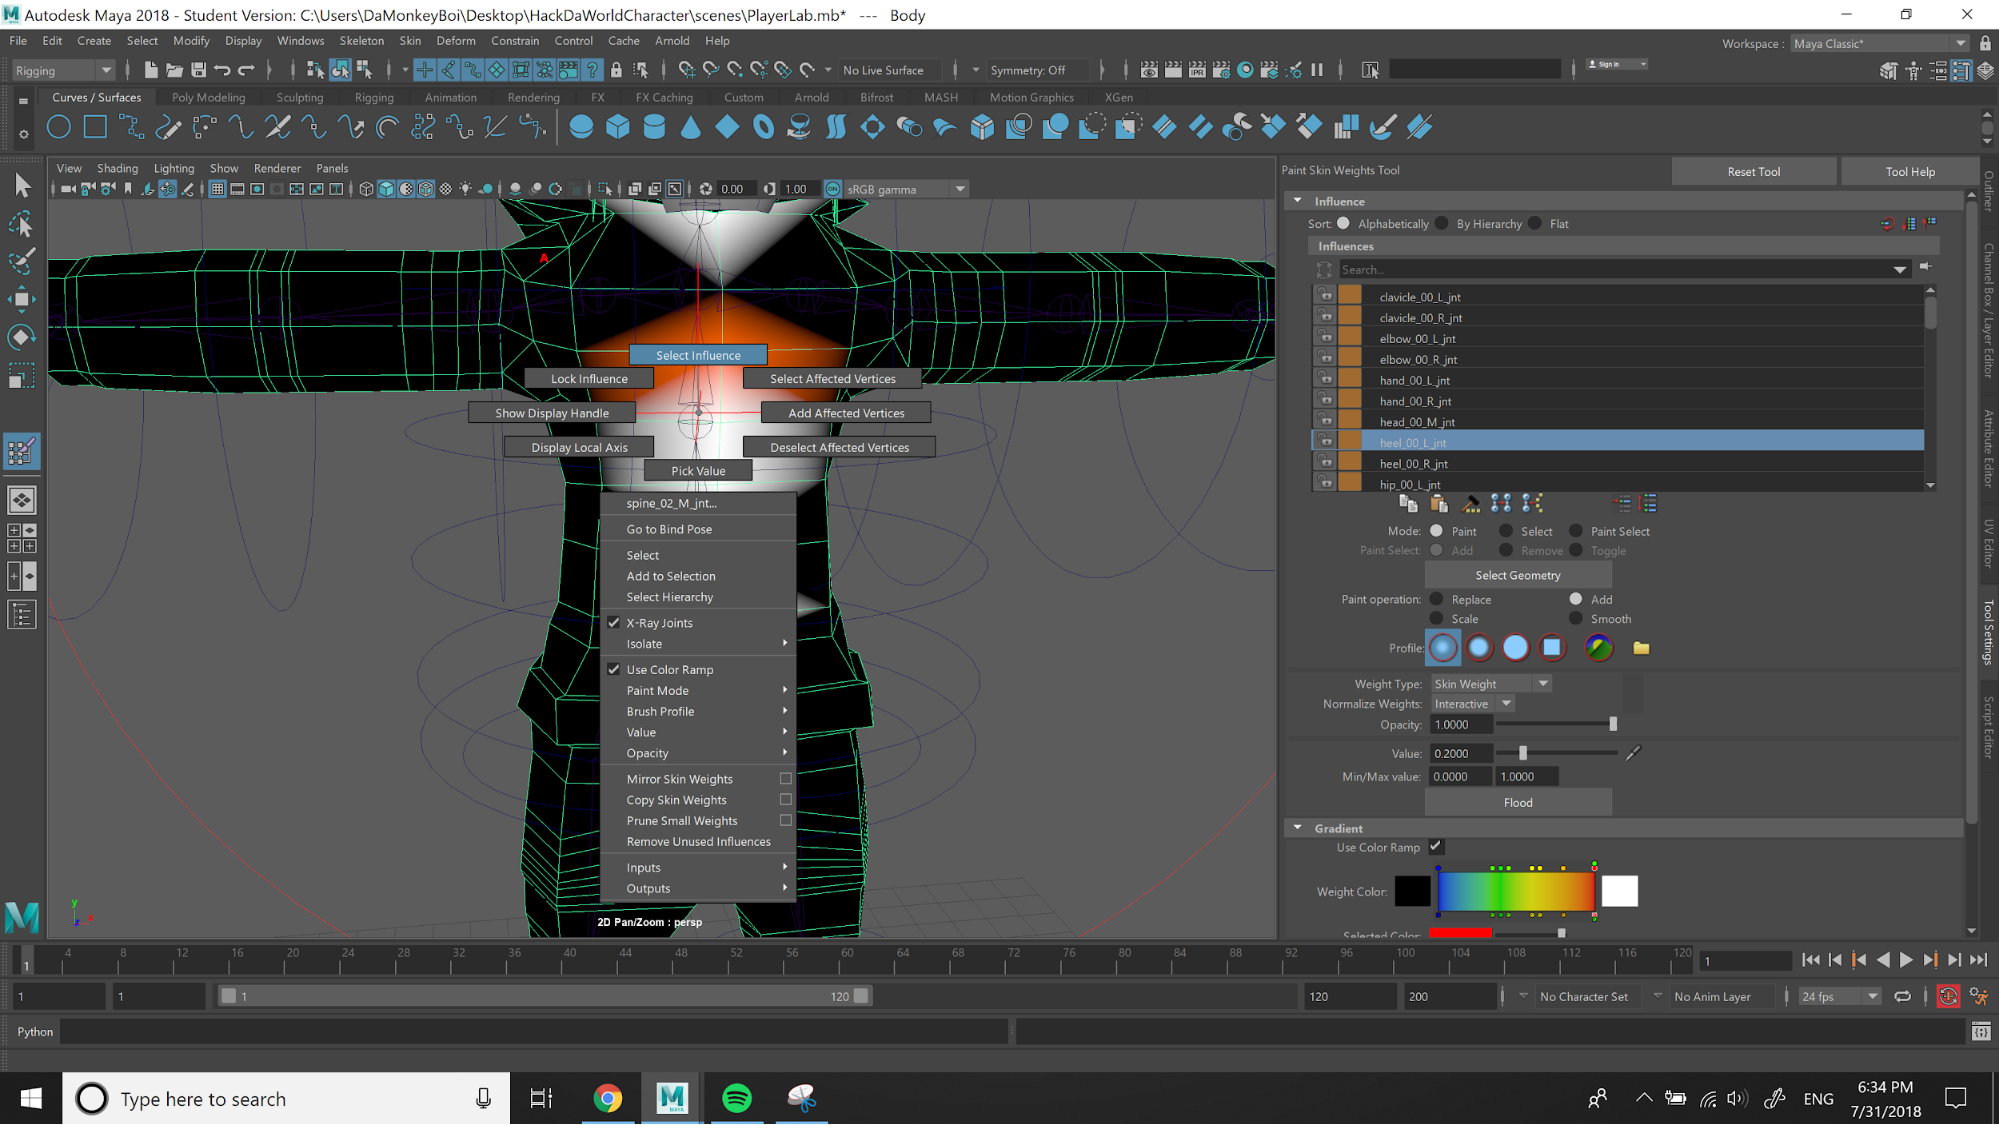 Autodesk Maya 2018 - Student Version: C:\Users\DaMonkeyBoi\Desktop\HackDaWorldCharacter\scenes\PlayerLab.mb* --- Body
File Edit Create Select Modify Display Windows Skeleton Skin Deform Constrain Control Cache Arnold Help
Workspace : Maya Classic*
Rigging
No Live Surface
Symmetry: Off
Sign in
Curves / Surfaces Poly Modeling Sculpting Rigging Animation Rendering FX FX Caching Custom Arnold Bifrost MASH Motion Graphics XGen
View Shading Lighting Show Renderer Panels
0.00 1.00 ON sRGB gamma
A
Select Influence
Lock Influence
Select Affected Vertices
Show Display Handle
Add Affected Vertices
Display Local Axis
Deselect Affected Vertices
Pick Value
spine_02_M_jnt...
Go to Bind Pose
Select
Add to Selection
Select Hierarchy
X-Ray Joints
Isolate
Use Color Ramp
Paint Mode
Brush Profile
Value
Opacity
Mirror Skin Weights
Copy Skin Weights
Prune Small Weights
Remove Unused Influences
Inputs
Outputs
2D Pan/Zoom : persp
y
z x
Paint Skin Weights Tool
Reset Tool
Tool Help
Influence
Sort: Alphabetically By Hierarchy Flat
Influences
Search...
clavicle_00_L_jnt
clavicle_00_R_jnt
elbow_00_L_jnt
elbow_00_R_jnt
hand_00_L_jnt
hand_00_R_jnt
head_00_M_jnt
heel_00_L_jnt
heel_00_R_jnt
hip_00_L_jnt
Mode: Paint Select Paint Select
Paint Select: Add Remove Toggle
Select Geometry
Paint operation: Replace Add
Scale Smooth
Profile:
Weight Type: Skin Weight
Normalize Weights: Interactive
Opacity: 1.0000
Value: 0.2000
Min/Max value: 0.0000 1.0000
Flood
Gradient
Use Color Ramp
Weight Color:
Selected Color:
Outliner
Channel Box / Layer Editor
Attribute Editor
UV Editor
Tool Settings
Script Editor
1 4 8 12 16 20 24 28 32 36 40 44 48 52 56 60 64 68 72 76 80 84 88 92 96 100 104 108 112 116 120
1
1 1 1 120 120 200
No Character Set
No Anim Layer
24 fps
Python
Type here to search
MAYA
ENG
6:34 PM
7/31/2018